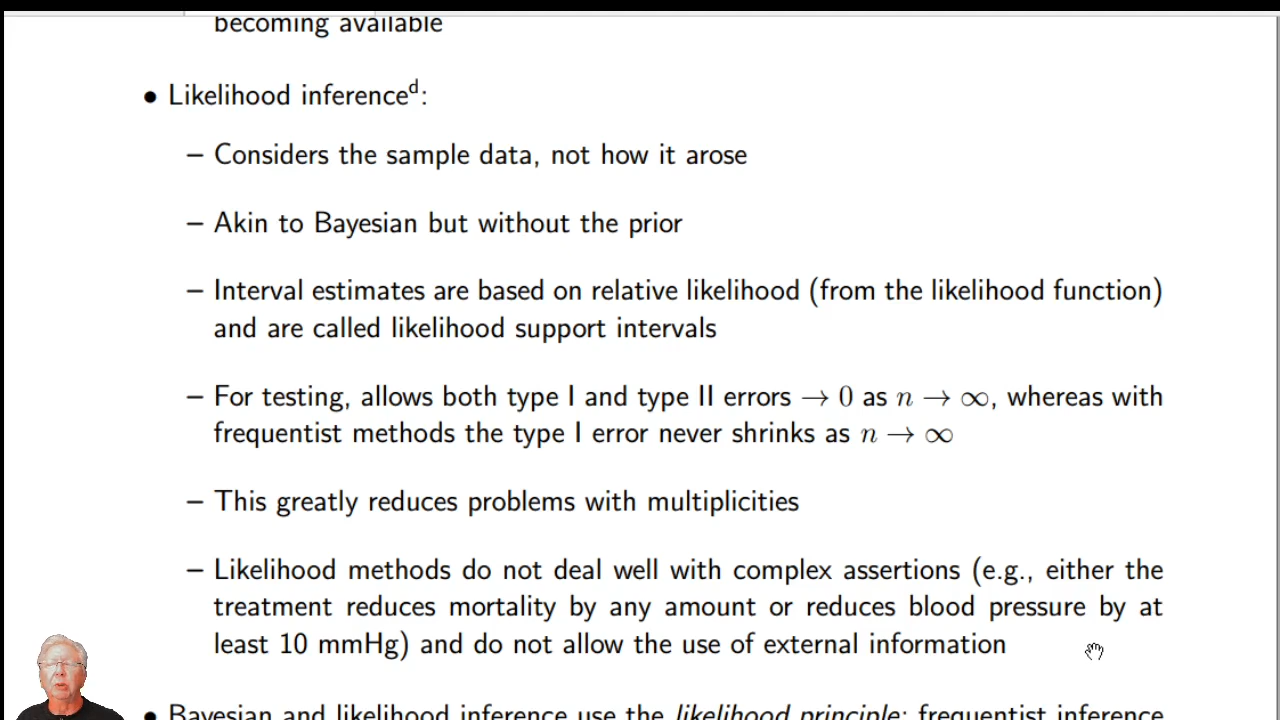 becoming available
• Likelihood inferenceᵈ:
– Considers the sample data, not how it arose
– Akin to Bayesian but without the prior
– Interval estimates are based on relative likelihood (from the likelihood function)
and are called likelihood support intervals
– For testing, allows both type I and type II errors → 0 as n → ∞, whereas with
frequentist methods the type I error never shrinks as n → ∞
– This greatly reduces problems with multiplicities
– Likelihood methods do not deal well with complex assertions (e.g., either the
treatment reduces mortality by any amount or reduces blood pressure by at
least 10 mmHg) and do not allow the use of external information
• Bayesian and likelihood inference use the likelihood principle; frequentist inference